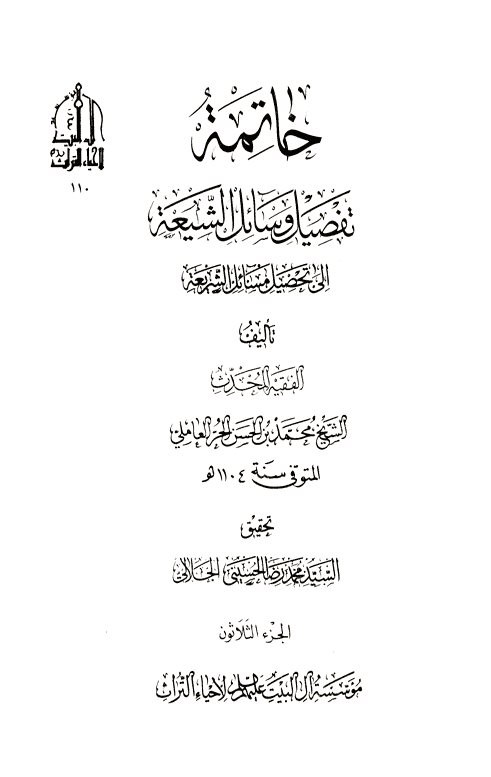 خاتمة
تفصيل وسائل الشيعة
إلى تحصيل مسائل الشريعة
تأليف
الفقيه المحدث
الشيخ محمد بن الحسن الحر العاملي
المتوفى سنة ١١٠٤ هـ
تحقيق
السيد محمد رضا الحسيني الجلالي
الجزء الثلاثون
مؤسسة آل البيت عليهم السلام لإحياء التراث
١١٠